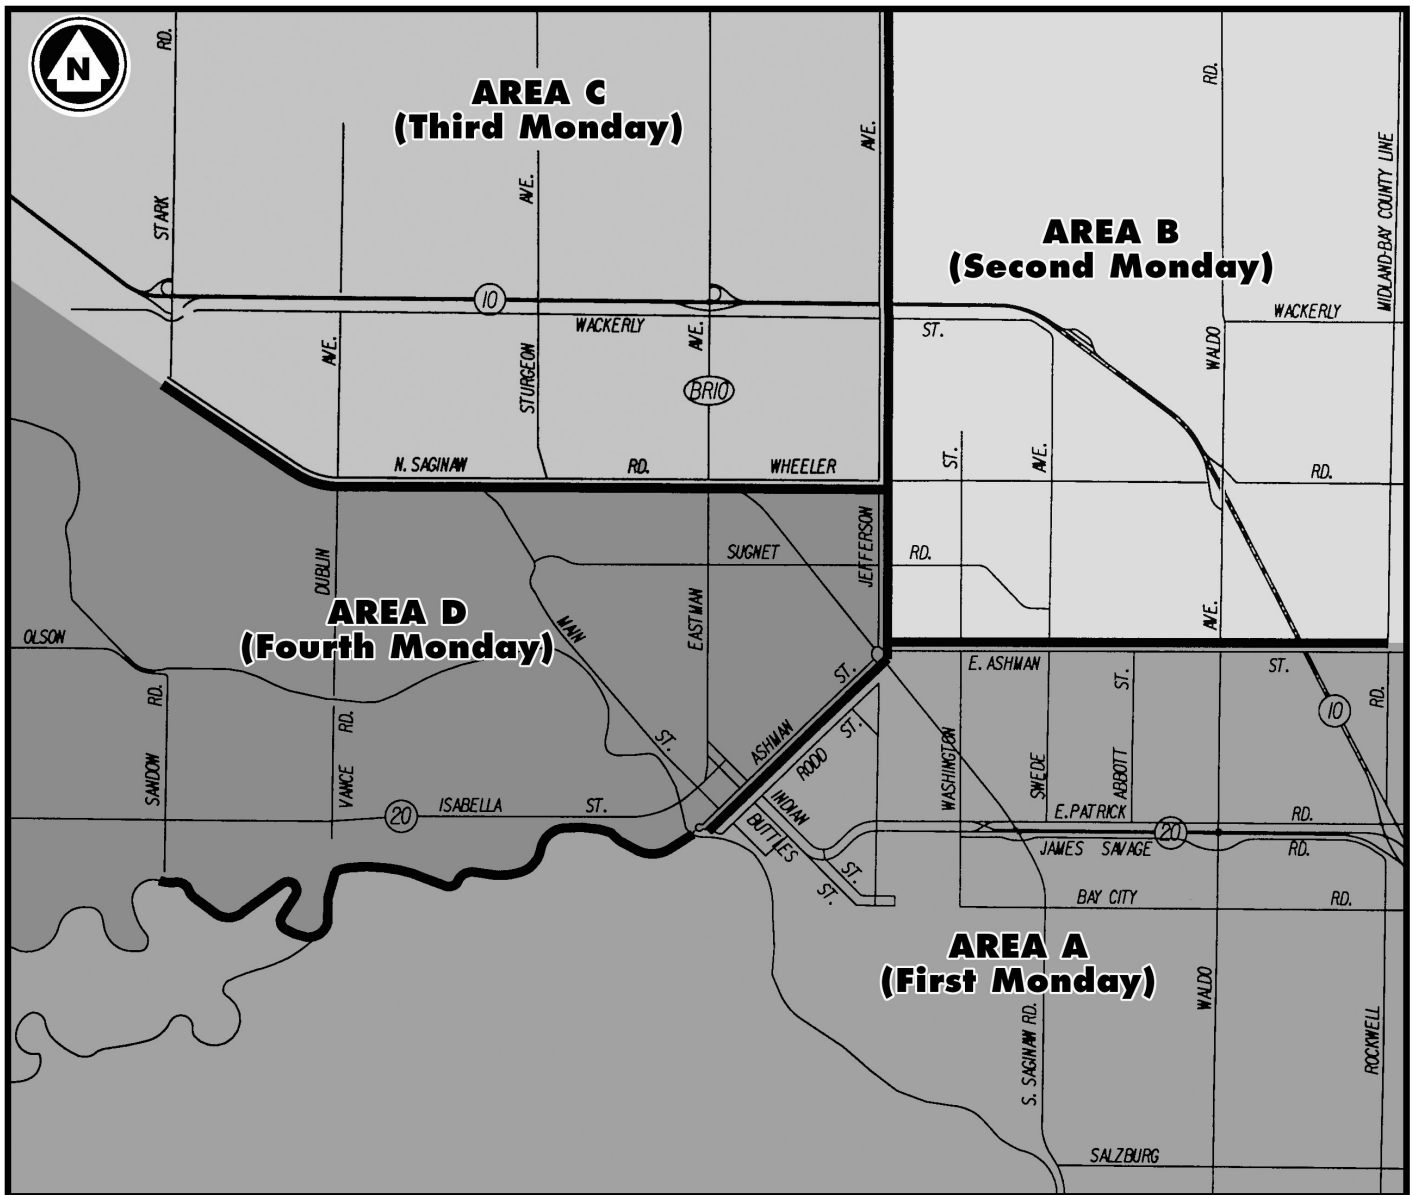 N
RD.
STARK
AREA C
(Third Monday)
AVE.
AVE.
RD.
MIDLAND-BAY COUNTY LINE
AREA B
(Second Monday)
10
WACKERLY
AVE.
ST.
WACKERLY
AVE.
STURGEON
WALDO
BR10
N. SAGINAW
RD.
WHEELER
ST.
AVE.
RD.
JEFFERSON
SUGNET
RD.
DUBLIN
EASTMAN
AVE.
AREA D
(Fourth Monday)
MAIN
OLSON
E. ASHMAN
ST.
ST.
ST.
RD.
RD.
RD.
10
ST.
ASHMAN
RODD
ST.
WASHINGTON
SWEDE
ABBOTT
SANDOW
VANCE
20
ISABELLA
ST.
INDIAN
BUTTLES
ST.
ST.
E. PATRICK
RD.
20
JAMES SAVAGE
RD.
BAY CITY
RD.
AREA A
(First Monday)
WALDO
S. SAGINAW RD.
ROCKWELL
SALZBURG